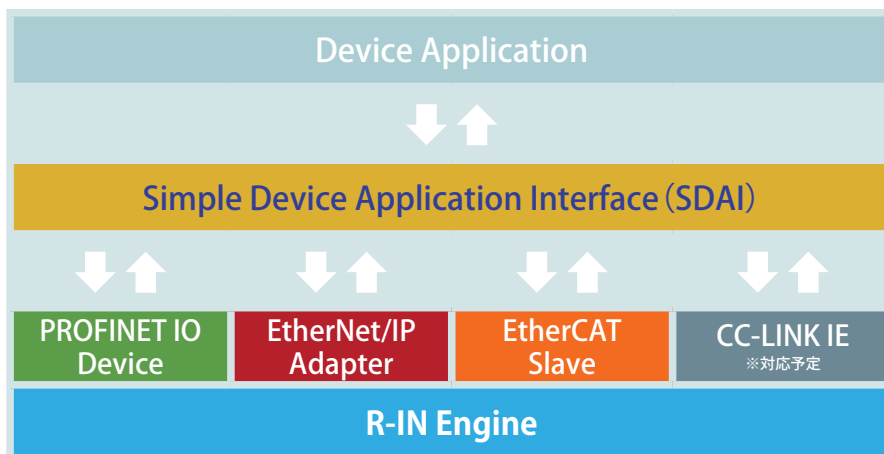 Device Application
Simple Device Application Interface（SDAI）
PROFINET IO
Device
EtherNet/IP
Adapter
EtherCAT
Slave
CC-LINK IE
※対応予定
R-IN Engine